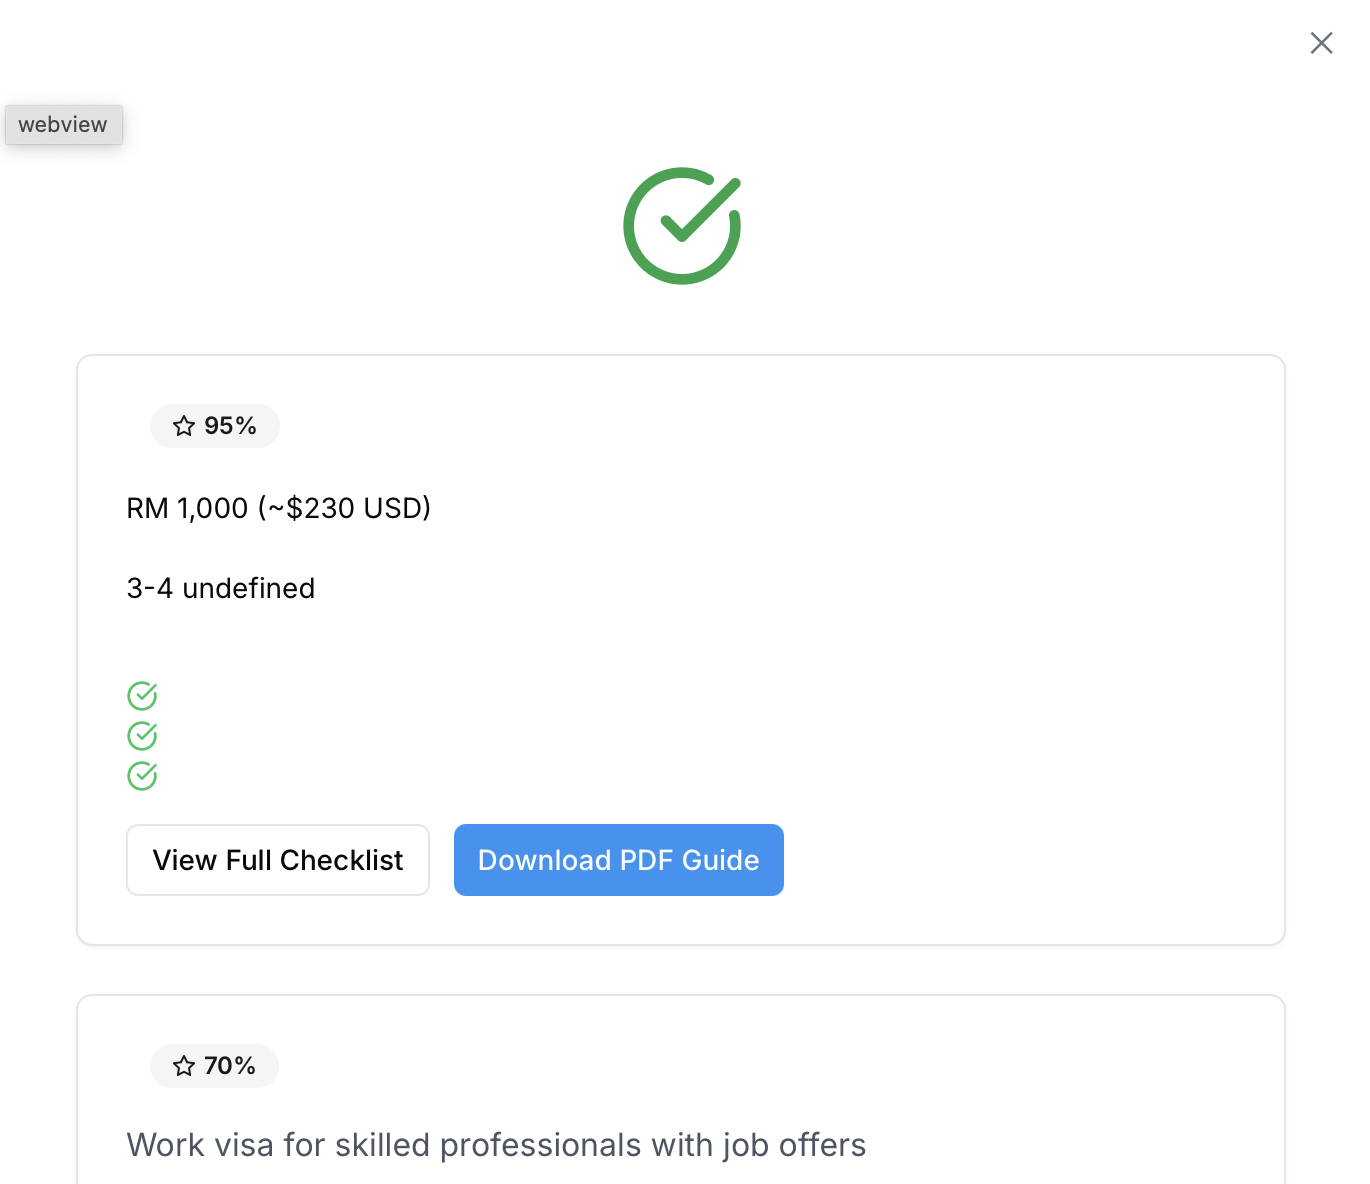 webview
95%
RM 1,000 (~$230 USD)
3-4 undefined
View Full Checklist
Download PDF Guide
70%
Work visa for skilled professionals with job offers